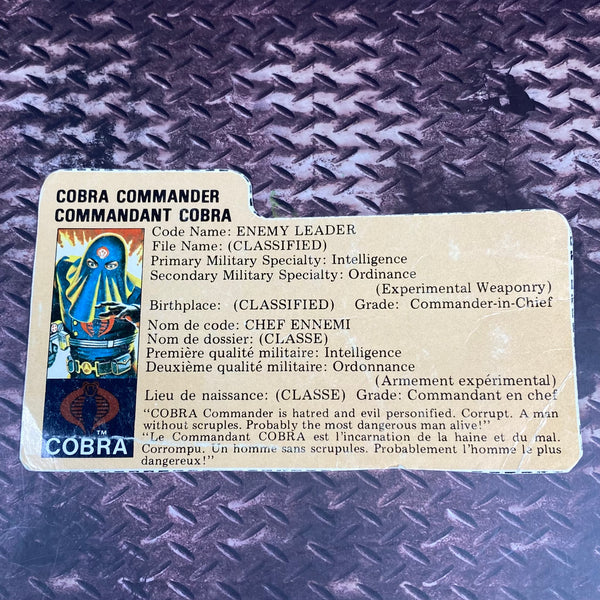 COBRA COMMANDER
COMMANDANT COBRA
Code Name: ENEMY LEADER
File Name: (CLASSIFIED)
Primary Military Specialty: Intelligence
Secondary Military Specialty: Ordinance
(Experimental Weaponry)
Birthplace: (CLASSIFIED) Grade: Commander-in-Chief
Nom de code: CHEF ENNEMI
Nom de dossier: (CLASSE)
Première qualité militaire: Intelligence
Deuxième qualité militaire: Ordonnance
(Armement expérimental)
Lieu de naissance: (CLASSE) Grade: Commandant en chef
"COBRA Commander is hatred and evil personified. Corrupt. A man
without scruples. Probably the most dangerous man alive!"
"Le Commandant COBRA est l'incarnation de la haine et du mal.
Corrompu. Un homme sans scrupules. Probablement l'homme le plus
dangereux!"
TM
COBRA